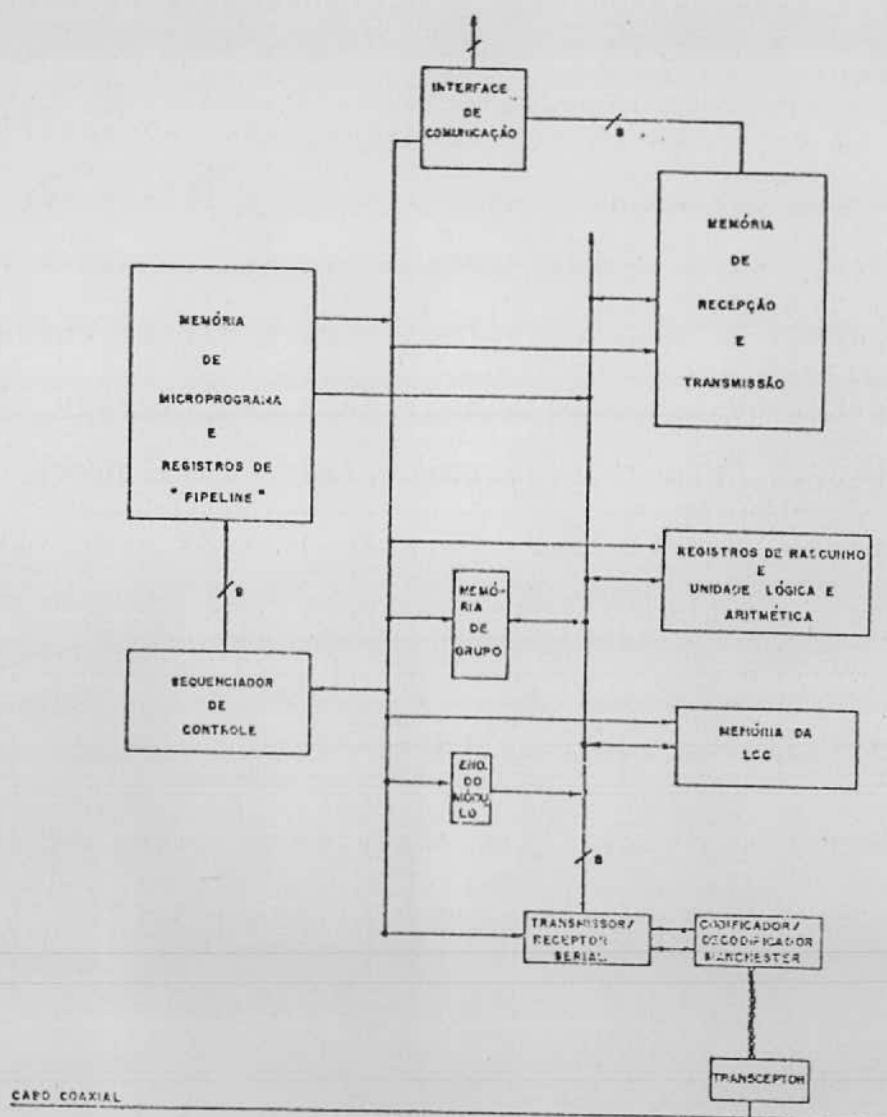 INTERFACE
DE
COMUNICAÇÃO
8
MEMÓRIA
DE
RECEPÇÃO
E
TRANSMISSÃO
MEMÓRIA
DE
MICROPROGRAMA
E
REGISTROS DE
" PIPELINE "
9
SEQUENCIADOR
DE
CONTROLE
MEMÓ-
RIA
DE
GRUPO
REGISTROS DE RASCUNHO
E
UNIDADE LÓGICA E
ARITMÉTICA
MEMÓRIA DA
LCG
END.
DO
MÓDU
LO
8
TRANSMISSOR/
RECEPTOR
SERIAL
CODIFICADOR/
DECODIFICADOR
MANCHESTER
TRANSCEPTOR
CABO COAXIAL